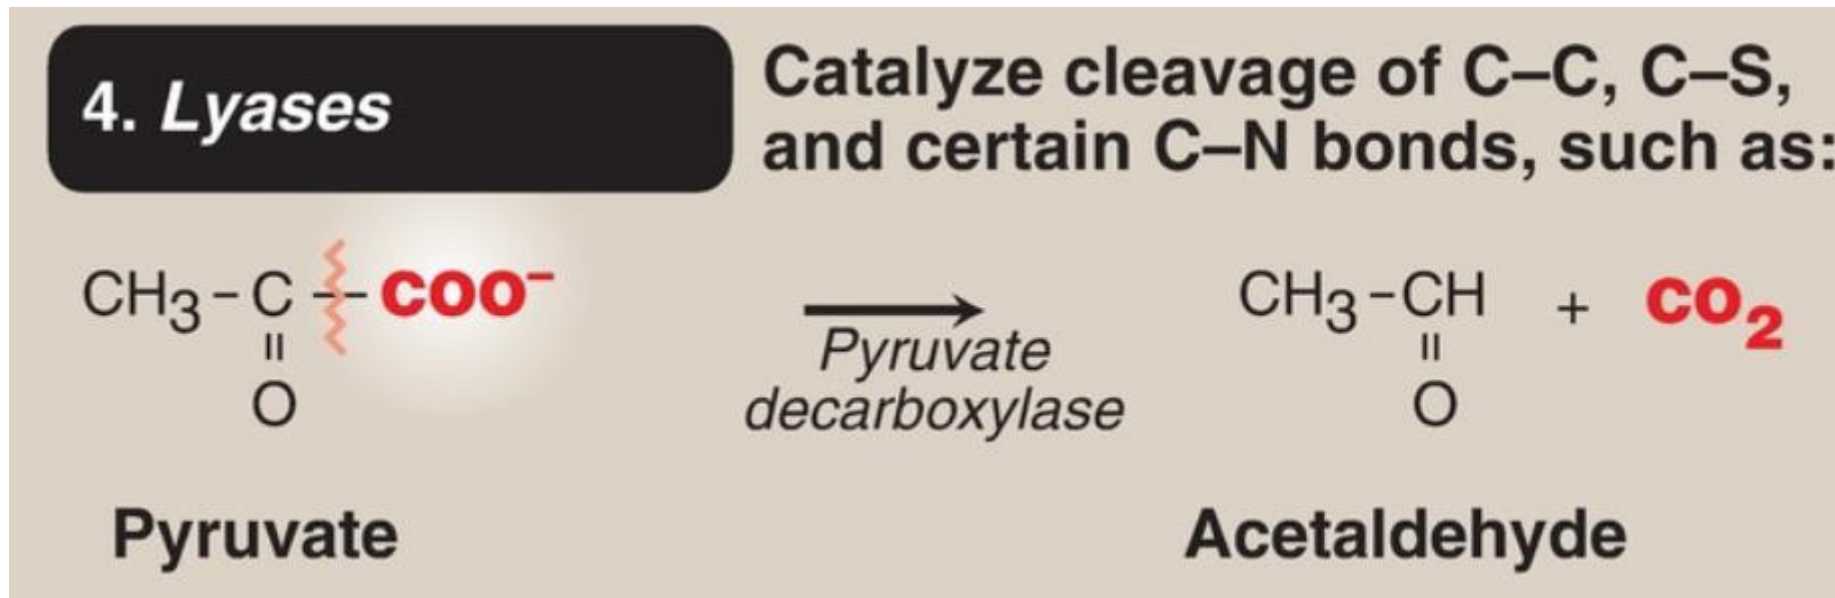 4. Lyases
Catalyze cleavage of C–C, C–S,
and certain C–N bonds, such as:
CH3–C–COO–
=
O
Pyruvate
decarboxylase
CH3–CH + CO2
=
O
Pyruvate
Acetaldehyde